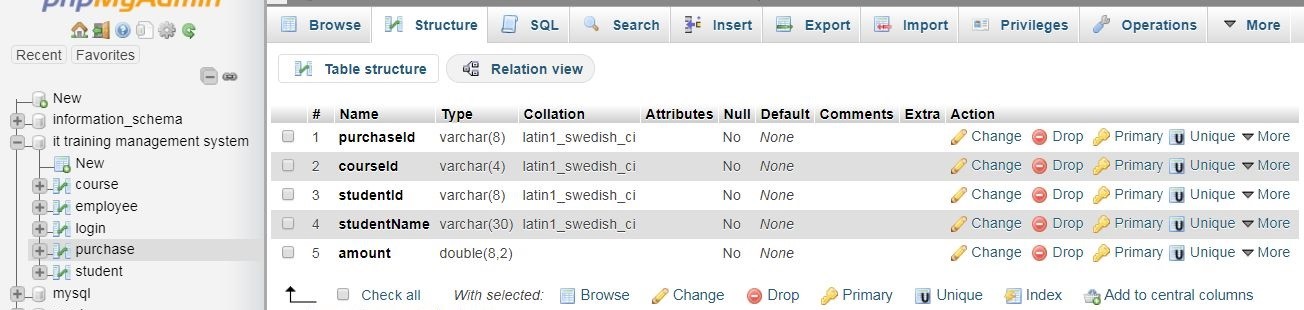 phpMyAdmin
Recent Favorites
New
information_schema
it training management system
New
course
employee
login
purchase
student
mysql
Browse Structure SQL Search Insert Export Import Privileges Operations More
Table structure Relation view
# Name Type Collation Attributes Null Default Comments Extra Action
1 purchaseId varchar(8) latin1_swedish_ci No None Change Drop Primary Unique More
2 courseId varchar(4) latin1_swedish_ci No None Change Drop Primary Unique More
3 studentId varchar(8) latin1_swedish_ci No None Change Drop Primary Unique More
4 studentName varchar(30) latin1_swedish_ci No None Change Drop Primary Unique More
5 amount double(8,2) No None Change Drop Primary Unique More
Check all With selected: Browse Change Drop Primary Unique Index Add to central columns